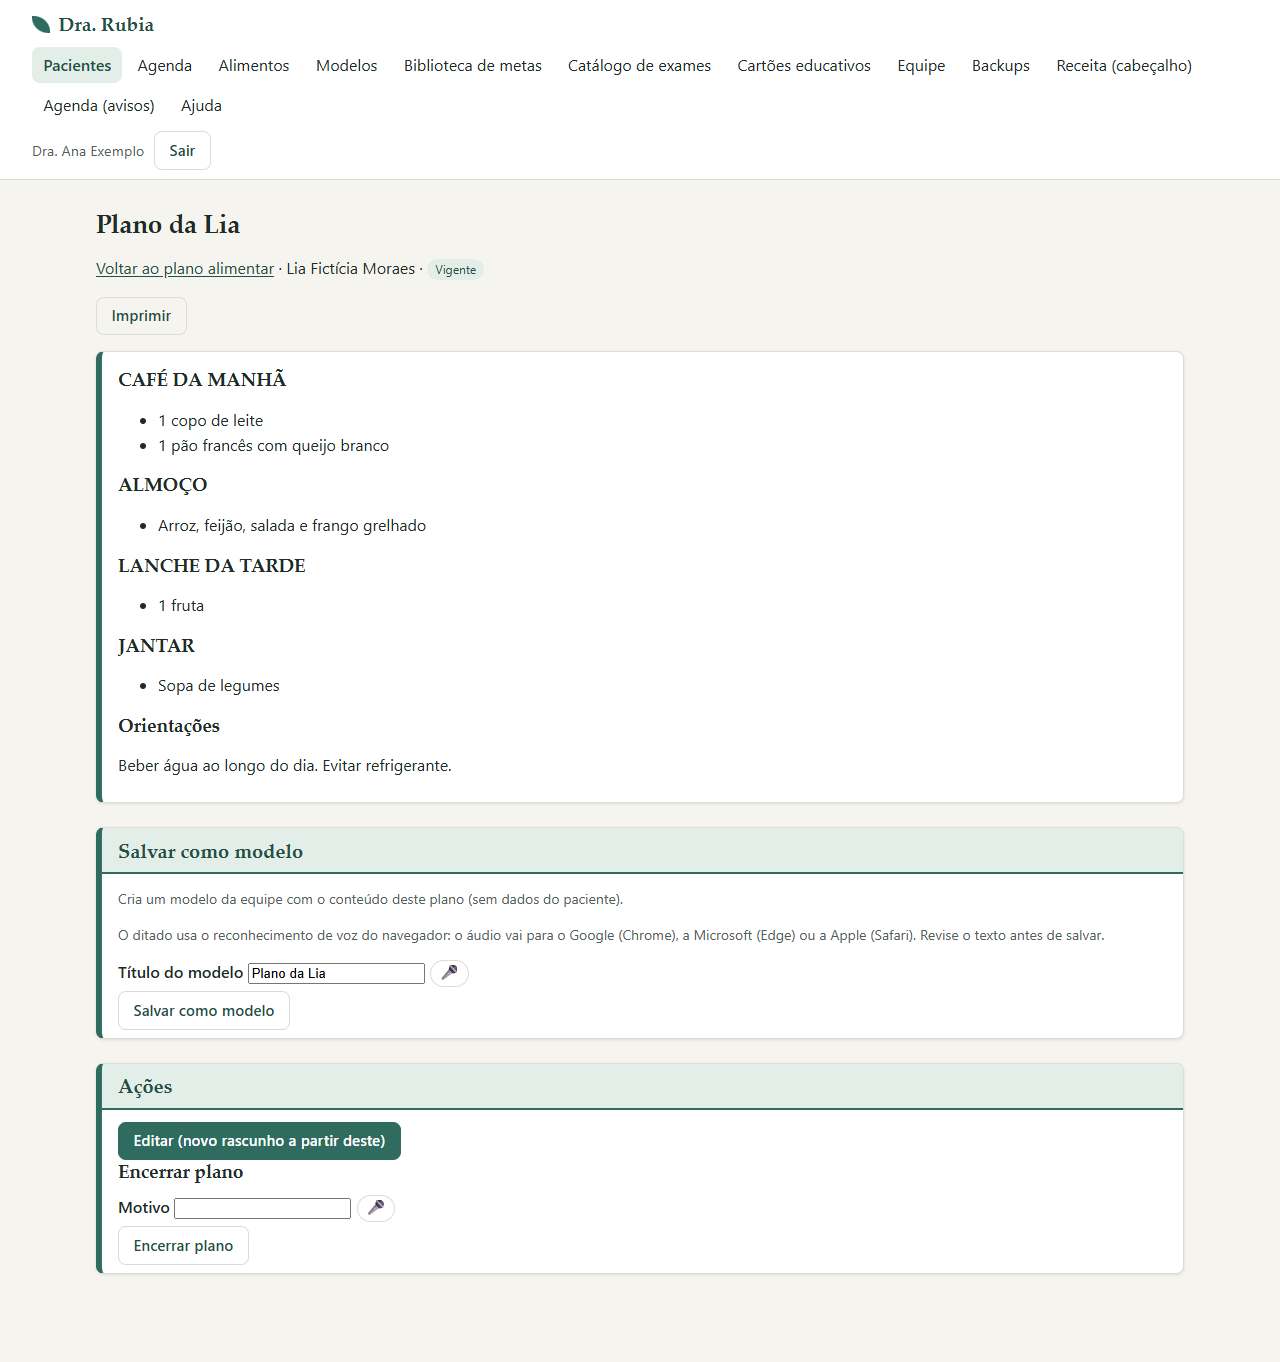 Dra. Rubia
Pacientes Agenda Alimentos Modelos Biblioteca de metas Catálogo de exames Cartões educativos Equipe Backups Receita (cabeçalho)
Agenda (avisos) Ajuda
Dra. Ana Exemplo Sair
Plano da Lia
Voltar ao plano alimentar · Lia Fictícia Moraes · Vigente
Imprimir
CAFÉ DA MANHÃ
• 1 copo de leite
• 1 pão francês com queijo branco
ALMOÇO
• Arroz, feijão, salada e frango grelhado
LANCHE DA TARDE
• 1 fruta
JANTAR
• Sopa de legumes
Orientações
Beber água ao longo do dia. Evitar refrigerante.
Salvar como modelo
Cria um modelo da equipe com o conteúdo deste plano (sem dados do paciente).
O ditado usa o reconhecimento de voz do navegador: o áudio vai para o Google (Chrome), a Microsoft (Edge) ou a Apple (Safari). Revise o texto antes de salvar.
Título do modelo Plano da Lia
Salvar como modelo
Ações
Editar (novo rascunho a partir deste)
Encerrar plano
Motivo
Encerrar plano